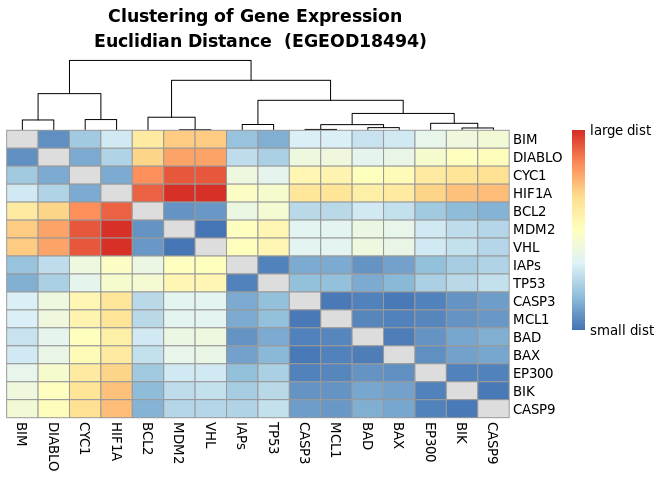 Clustering of Gene Expression
Euclidian Distance  (EGEOD18494)
large dist
small dist
BIM
DIABLO
CYC1
HIF1A
BCL2
MDM2
VHL
IAPs
TP53
CASP3
MCL1
BAD
BAX
EP300
BIK
CASP9
BIM
DIABLO
CYC1
HIF1A
BCL2
MDM2
VHL
IAPs
TP53
CASP3
MCL1
BAD
BAX
EP300
BIK
CASP9